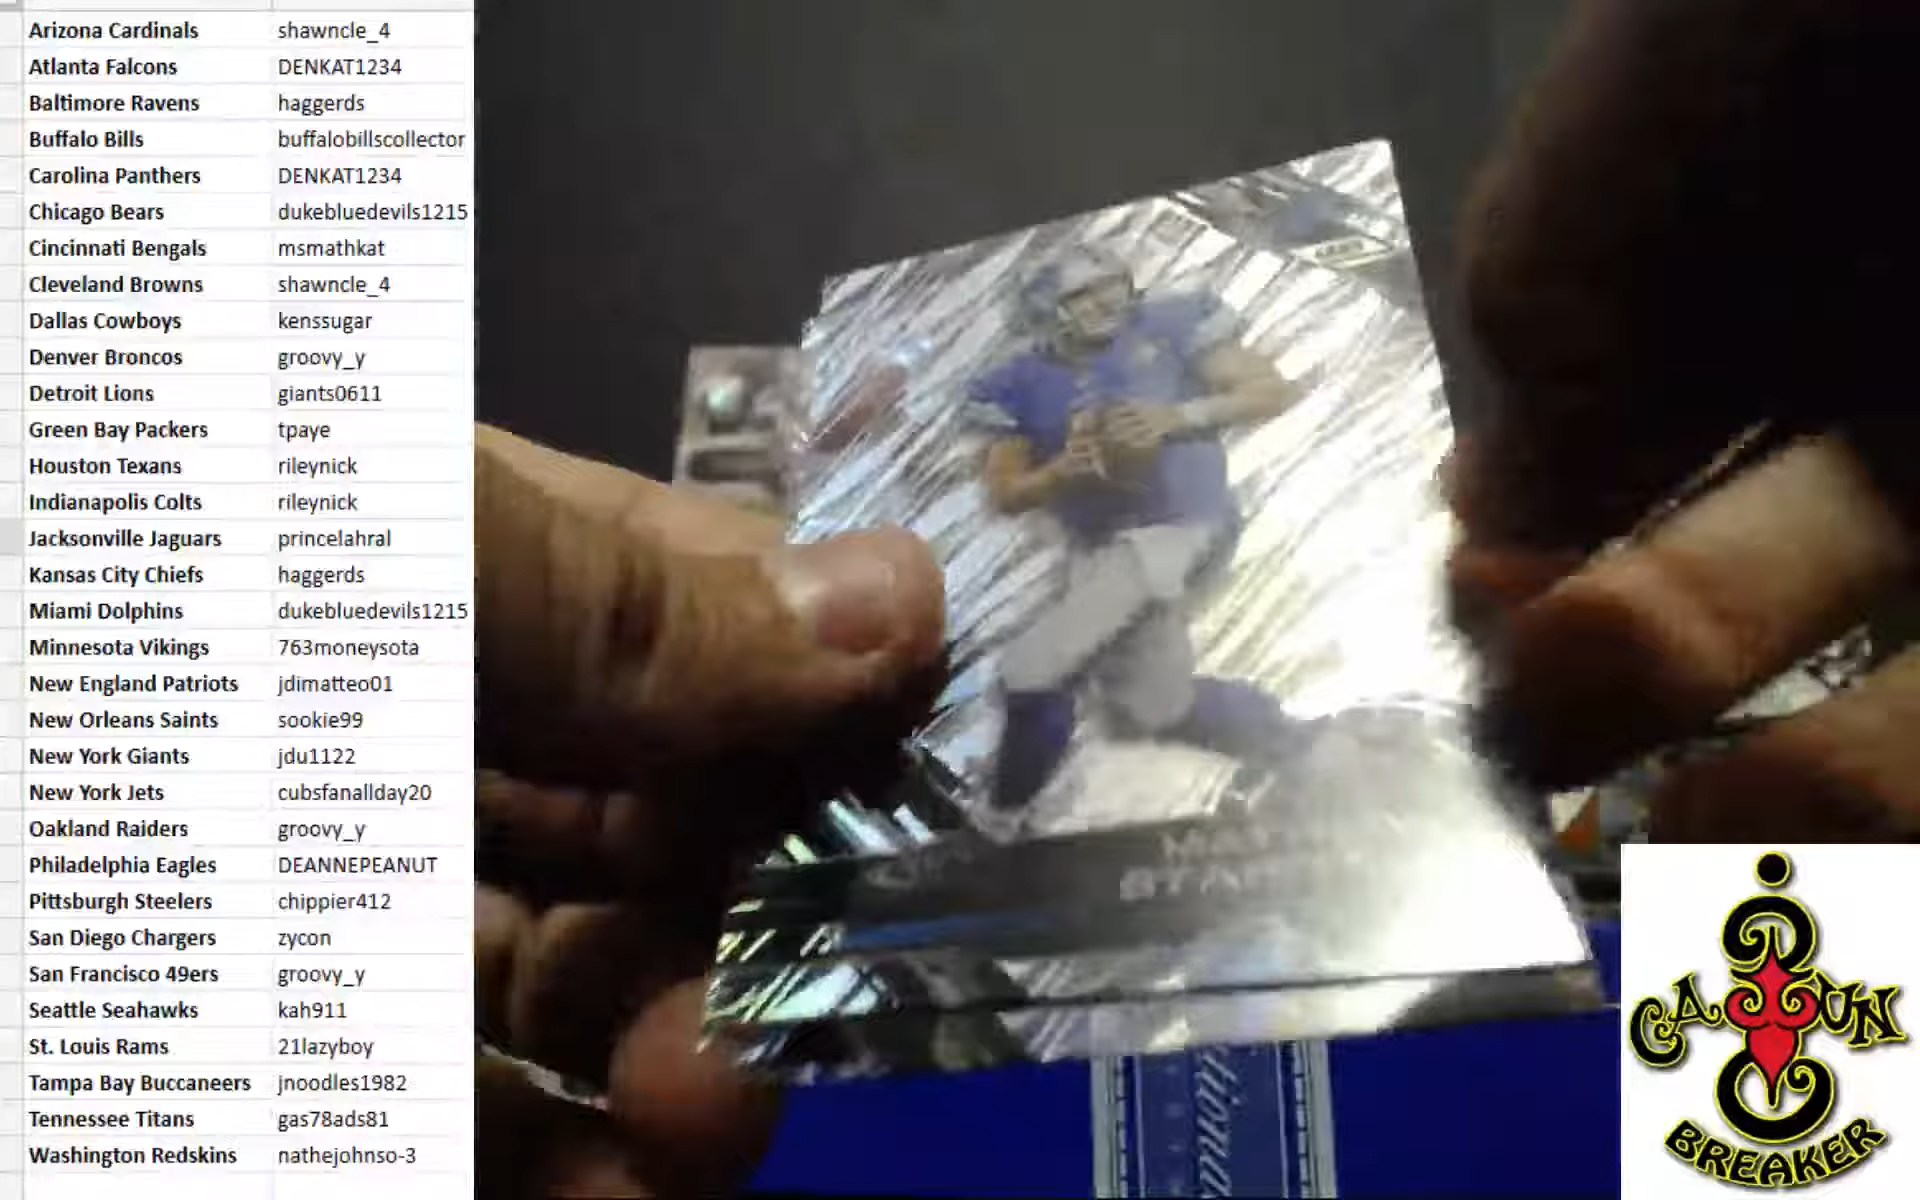 Arizona Cardinals shawncle_4
Atlanta Falcons DENKAT1234
Baltimore Ravens haggerds
Buffalo Bills buffalobillscollector
Carolina Panthers DENKAT1234
Chicago Bears dukebluedevils1215
Cincinnati Bengals msmathkat
Cleveland Browns shawncle_4
Dallas Cowboys kenssugar
Denver Broncos groovy_y
Detroit Lions giants0611
Green Bay Packers tpaye
Houston Texans rileynick
Indianapolis Colts rileynick
Jacksonville Jaguars princelahral
Kansas City Chiefs haggerds
Miami Dolphins dukebluedevils1215
Minnesota Vikings 763moneysota
New England Patriots jdimatteo01
New Orleans Saints sookie99
New York Giants jdu1122
New York Jets cubsfanallday20
Oakland Raiders groovy_y
Philadelphia Eagles DEANNEPEANUT
Pittsburgh Steelers chippier412
San Diego Chargers zycon
San Francisco 49ers groovy_y
Seattle Seahawks kah911
St. Louis Rams 21lazyboy
Tampa Bay Buccaneers jnoodles1982
Tennessee Titans gas78ads81
Washington Redskins nathejohnso-3
CAJUN
BREAKER